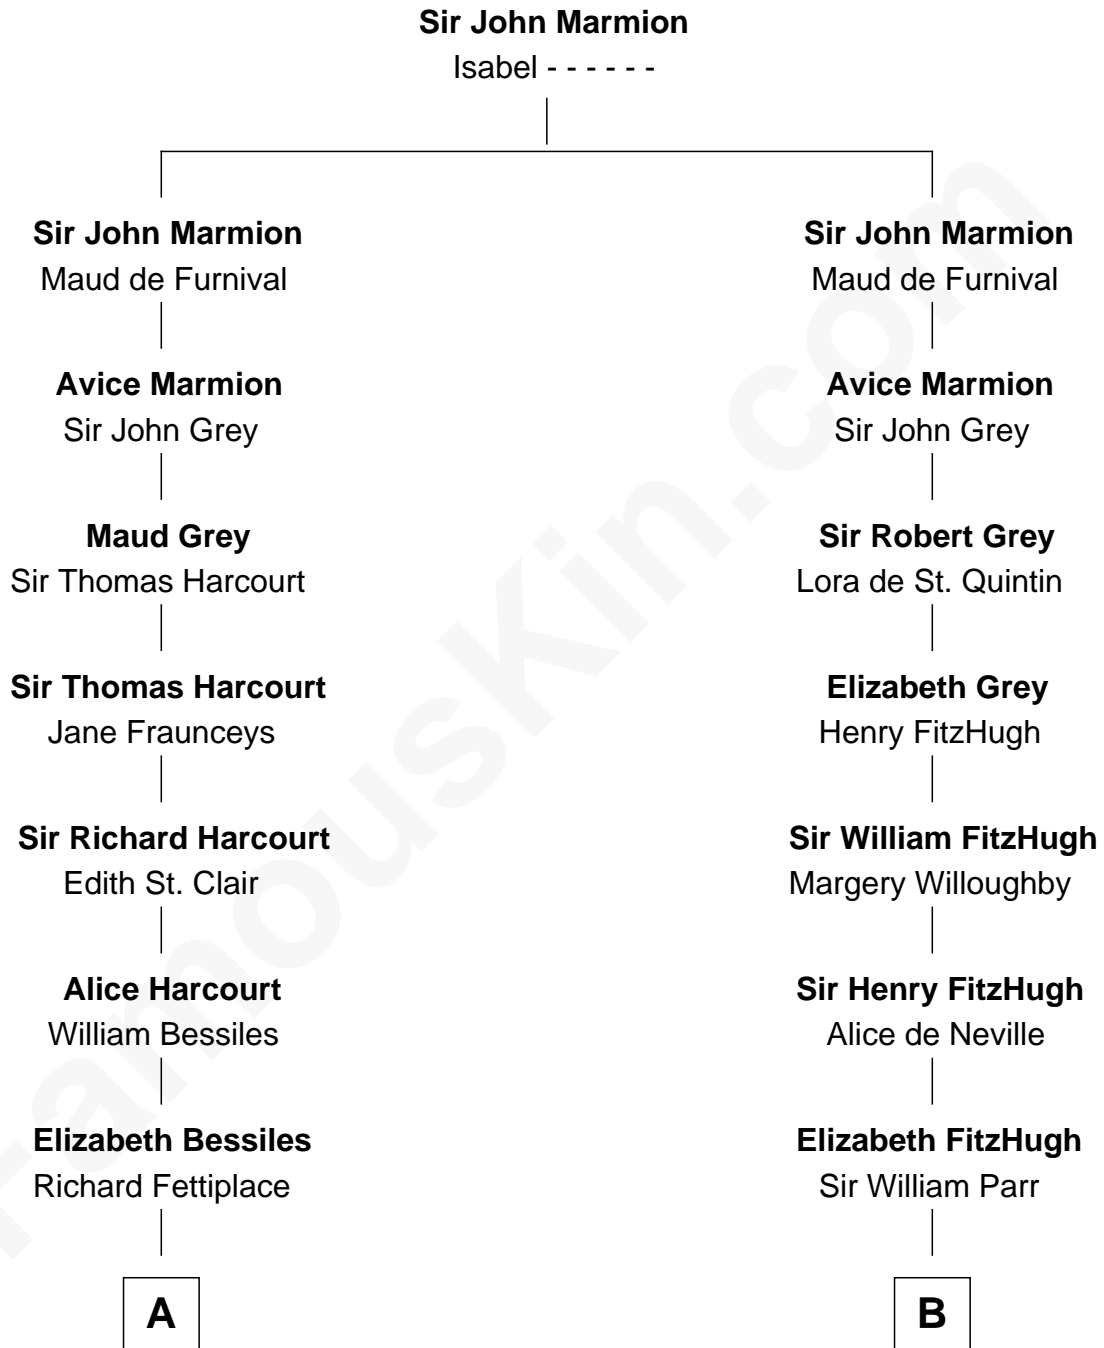 Sir John Marmion
Isabel - - - - - -
Sir John Marmion
Maud de Furnival
Sir John Marmion
Maud de Furnival
Avice Marmion
Sir John Grey
Avice Marmion
Sir John Grey
Maud Grey
Sir Thomas Harcourt
Sir Robert Grey
Lora de St. Quintin
Sir Thomas Harcourt
Jane Fraunceys
Elizabeth Grey
Henry FitzHugh
Sir Richard Harcourt
Edith St. Clair
Sir William FitzHugh
Margery Willoughby
Alice Harcourt
William Bessiles
Sir Henry FitzHugh
Alice de Neville
Elizabeth Bessiles
Richard Fettiplace
Elizabeth FitzHugh
Sir William Parr
A
B
FamousKin.com